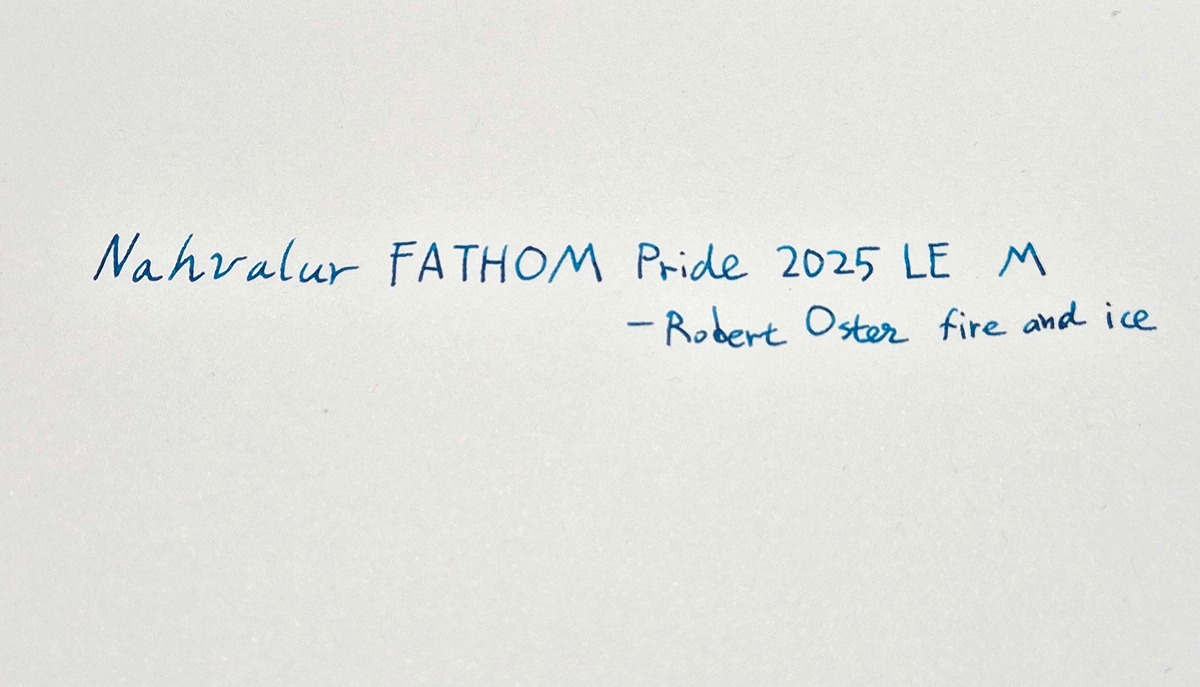 Nahvalur FATHOM Pride 2025 LE M
- Robert Oster fire and ice